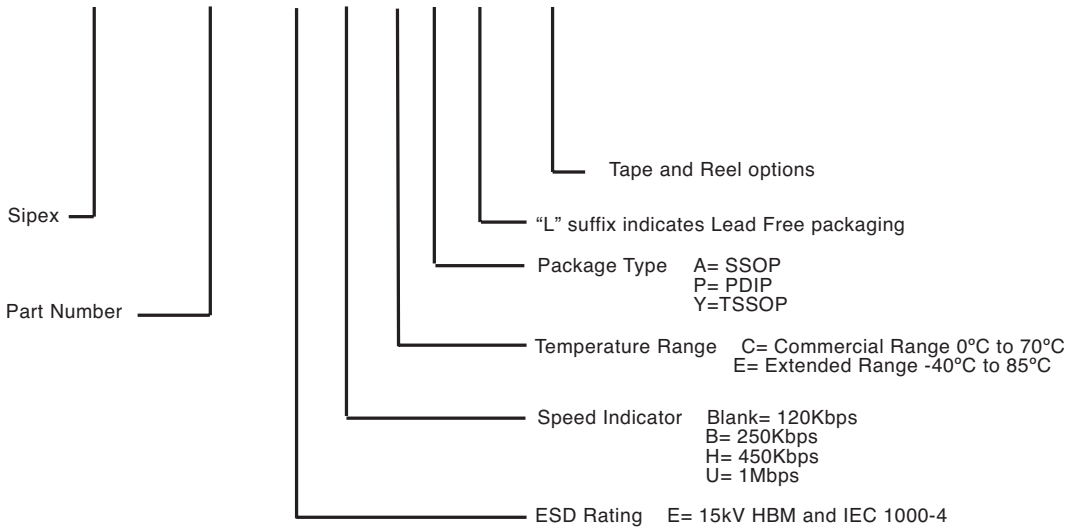 Tape and Reel options
Sipex
“L” suffix indicates Lead Free packaging
Package Type A= SSOP
P= PDIP
Y=TSSOP
Part Number
Temperature Range C= Commercial Range 0ºC to 70ºC
E= Extended Range -40ºC to 85ºC
Speed Indicator Blank= 120Kbps
B= 250Kbps
H= 450Kbps
U= 1Mbps
ESD Rating E= 15kV HBM and IEC 1000-4